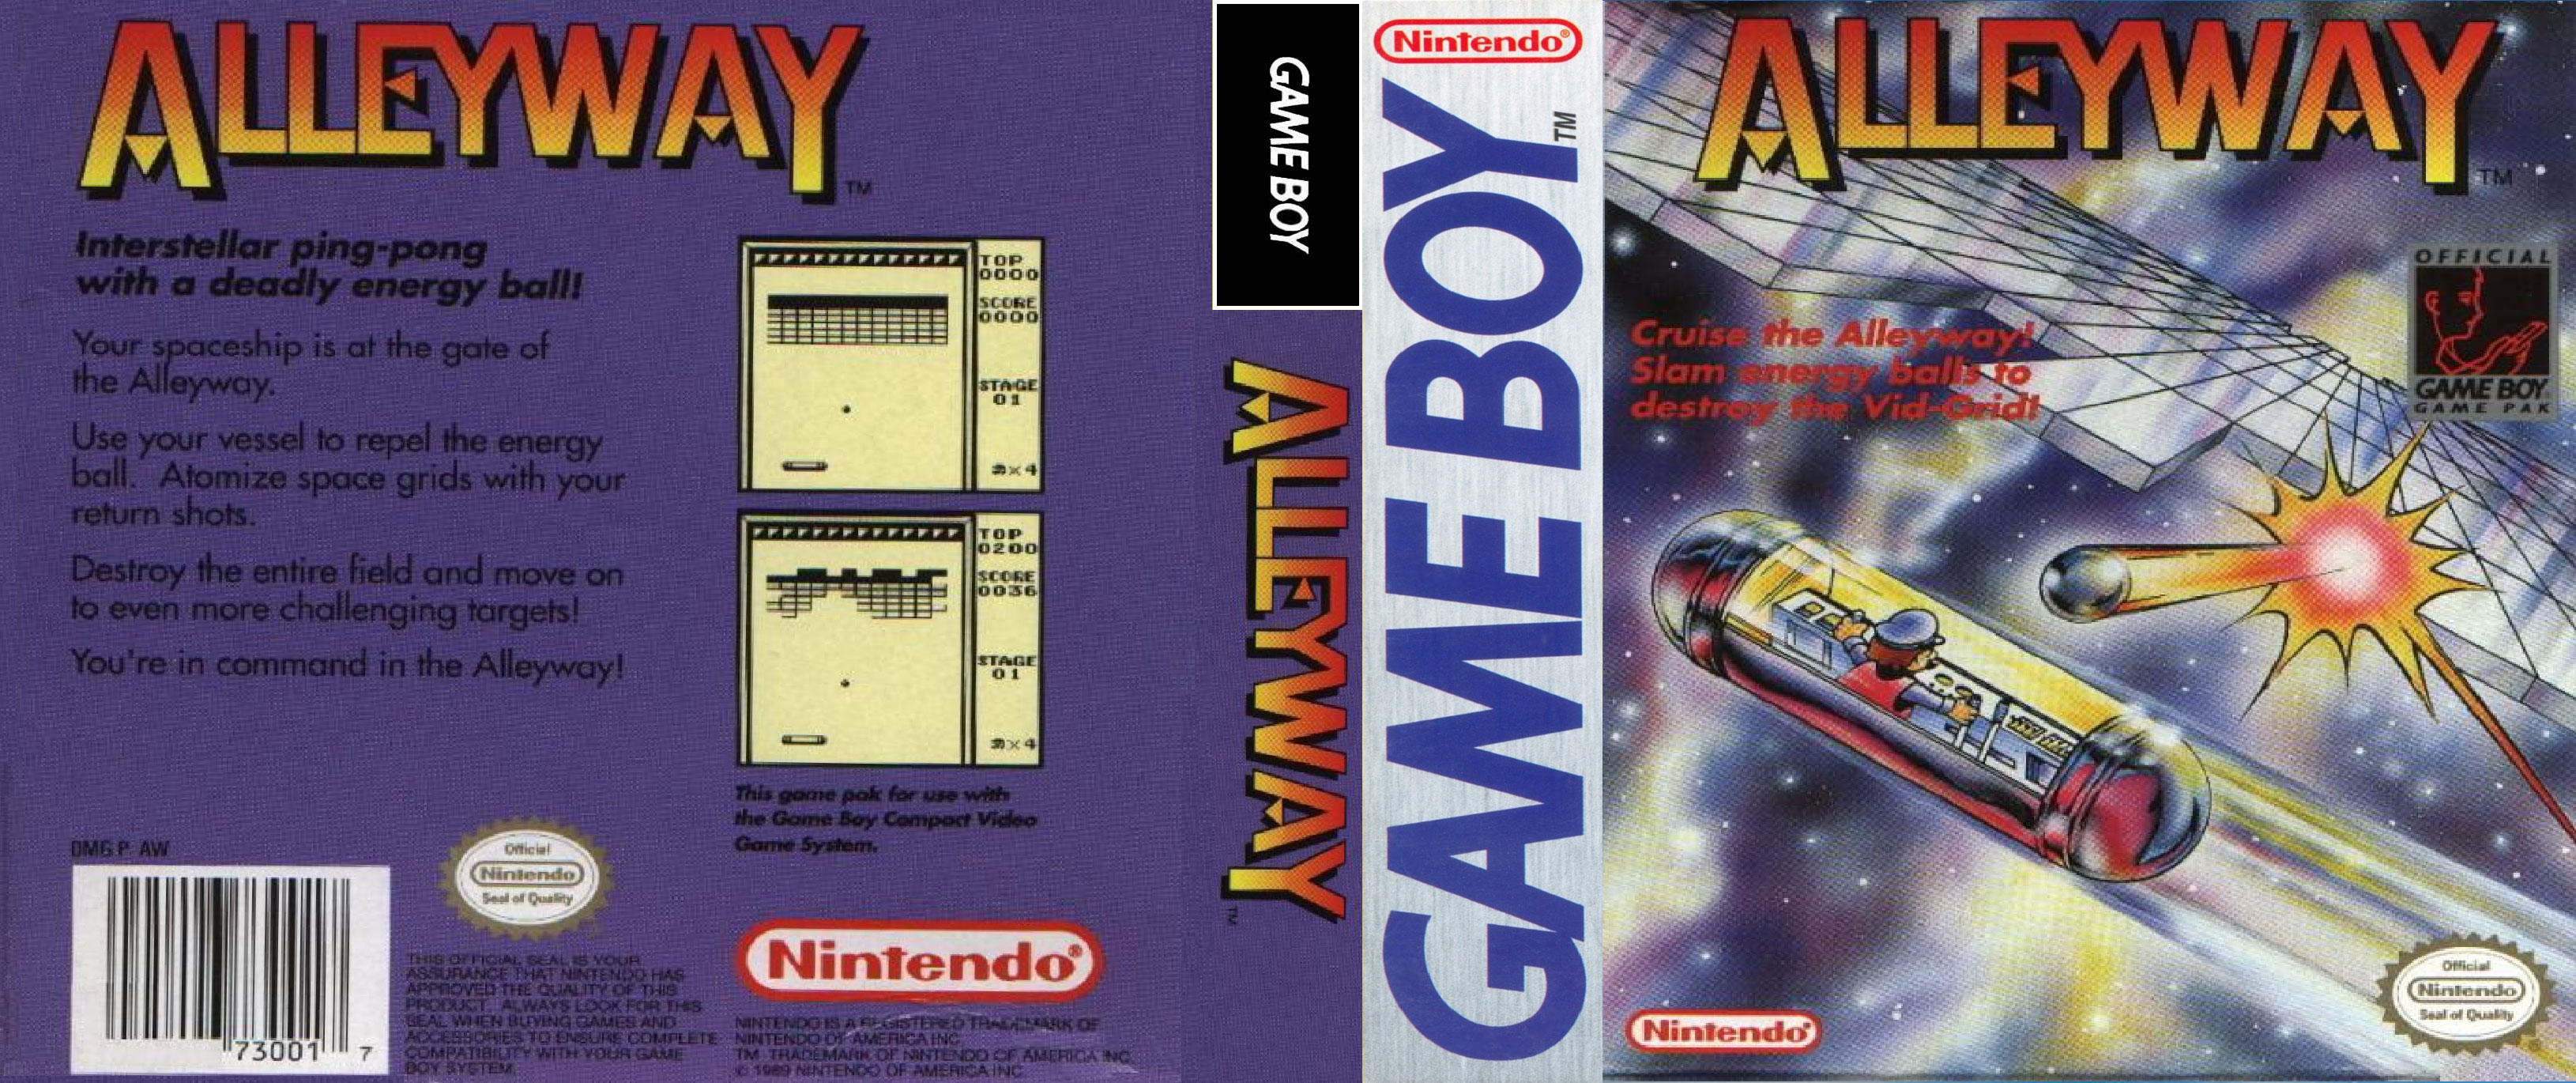 ALLEYWAY
TM
Interstellar ping-pong
with a deadly energy ball!
Your spaceship is at the gate of
the Alleyway.
Use your vessel to repel the energy
ball. Atomize space grids with your
return shots.
Destroy the entire field and move on
to even more challenging targets!
You're in command in the Alleyway!
TOP
0000
SCORE
0000
STAGE
01
×4
TOP
0200
SCORE
0036
STAGE
01
×4
This game pak for use with
the Game Boy Compact Video
Game System.
DMG P AW
73001 7
Official
Nintendo
Seal of Quality
THIS OFFICIAL SEAL IS YOUR
ASSURANCE THAT NINTENDO HAS
APPROVED THE QUALITY OF THIS
PRODUCT. ALWAYS LOOK FOR THIS
SEAL WHEN BUYING GAMES AND
ACCESSORIES TO ENSURE COMPLETE
COMPATIBILITY WITH YOUR GAME
BOY SYSTEM.
Nintendo®
NINTENDO IS A REGISTERED TRADEMARK OF
NINTENDO OF AMERICA INC.
TM TRADEMARK OF NINTENDO OF AMERICA INC.
© 1989 NINTENDO OF AMERICA INC.
GAME BOY
ALLEYWAY
TM
Nintendo®
GAME BOY
TM
ALLEYWAY
TM
OFFICIAL
GAME BOY
GAME PAK
Cruise the Alleyway!
Slam energy balls to
destroy the Vid-Grid!
Nintendo®
Official
Nintendo
Seal of Quality